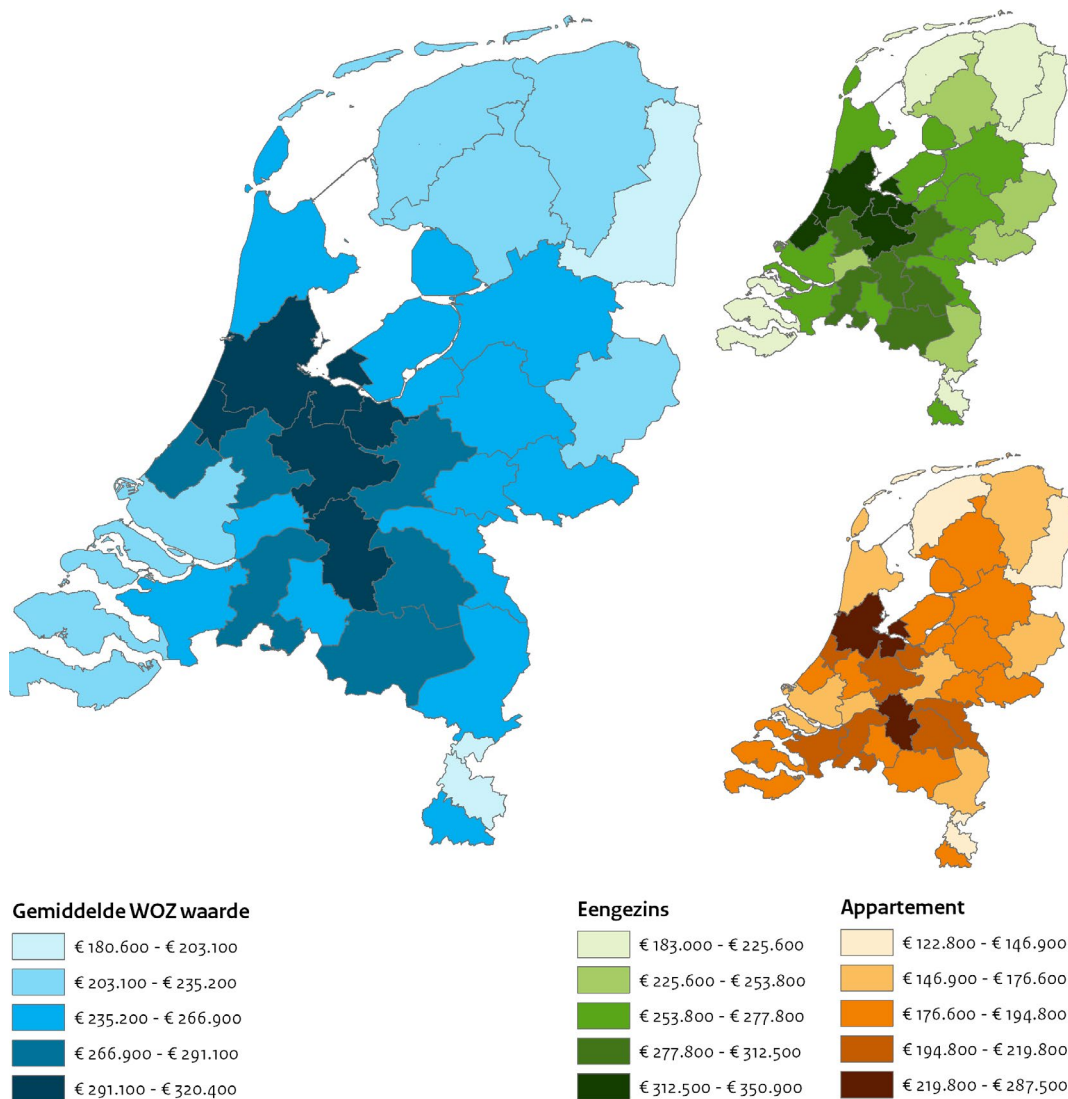 Gemiddelde WOZ waarde
€ 180.600 - € 203.100
€ 203.100 - € 235.200
€ 235.200 - € 266.900
€ 266.900 - € 291.100
€ 291.100 - € 320.400
Eengezins
€ 183.000 - € 225.600
€ 225.600 - € 253.800
€ 253.800 - € 277.800
€ 277.800 - € 312.500
€ 312.500 - € 350.900
Appartement
€ 122.800 - € 146.900
€ 146.900 - € 176.600
€ 176.600 - € 194.800
€ 194.800 - € 219.800
€ 219.800 - € 287.500